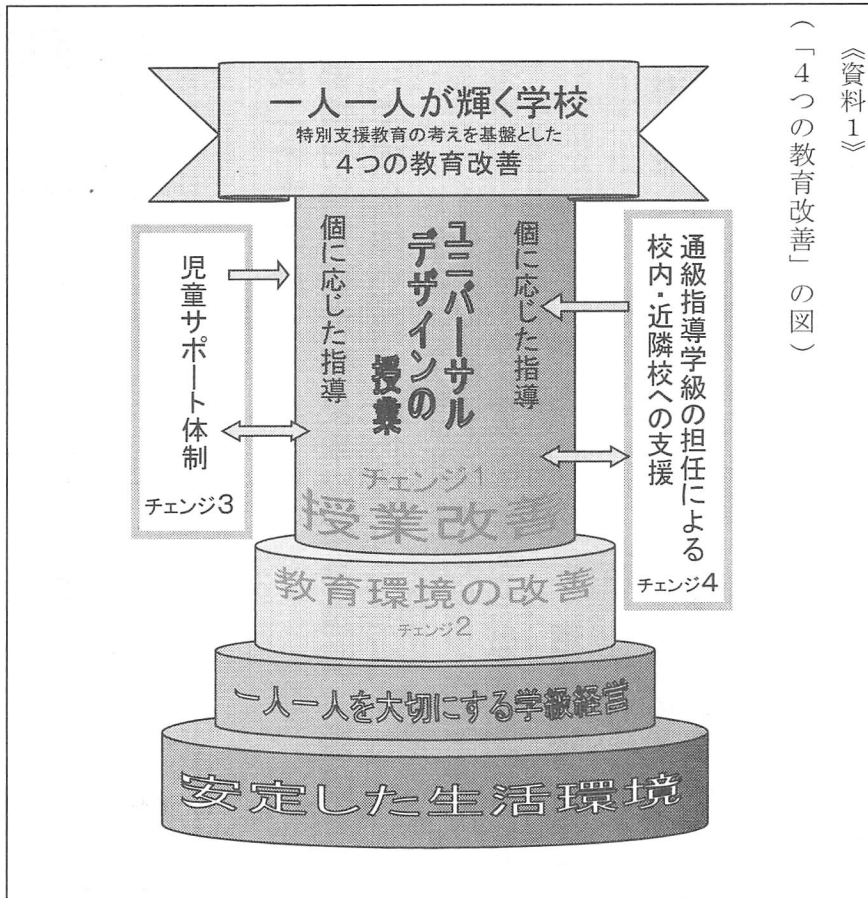 《資料1》
(「4つの教育改善」の図)
一人一人が輝く学校
特別支援教育の考えを基盤とした
4つの教育改善
通級指導学級の担任による
校内・近隣校への支援
チェンジ4
個に応じた指導
ユニバーサル
デザインの
授業
個に応じた指導
児童サポート体制
チェンジ3
チェンジ1
授業改善
教育環境の改善
チェンジ2
一人一人を大切にする学級経営
安定した生活環境